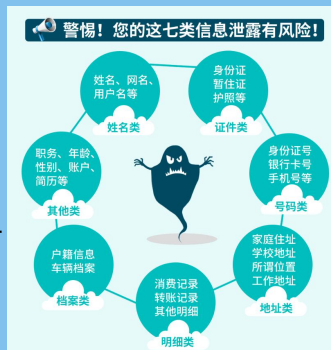 警惕！您的这七类信息泄露有风险！
姓名、网名、
用户名等
姓名类
身份证
暂住证
护照等
证件类
职务、年龄、
性别、账户、
简历等
其他类
身份证号
银行卡号
手机号等
号码类
户籍信息
车辆档案
档案类
家庭住址
学校地址
所谓位置
工作地址
地址类
消费记录
转账记录
其他明细
明细类